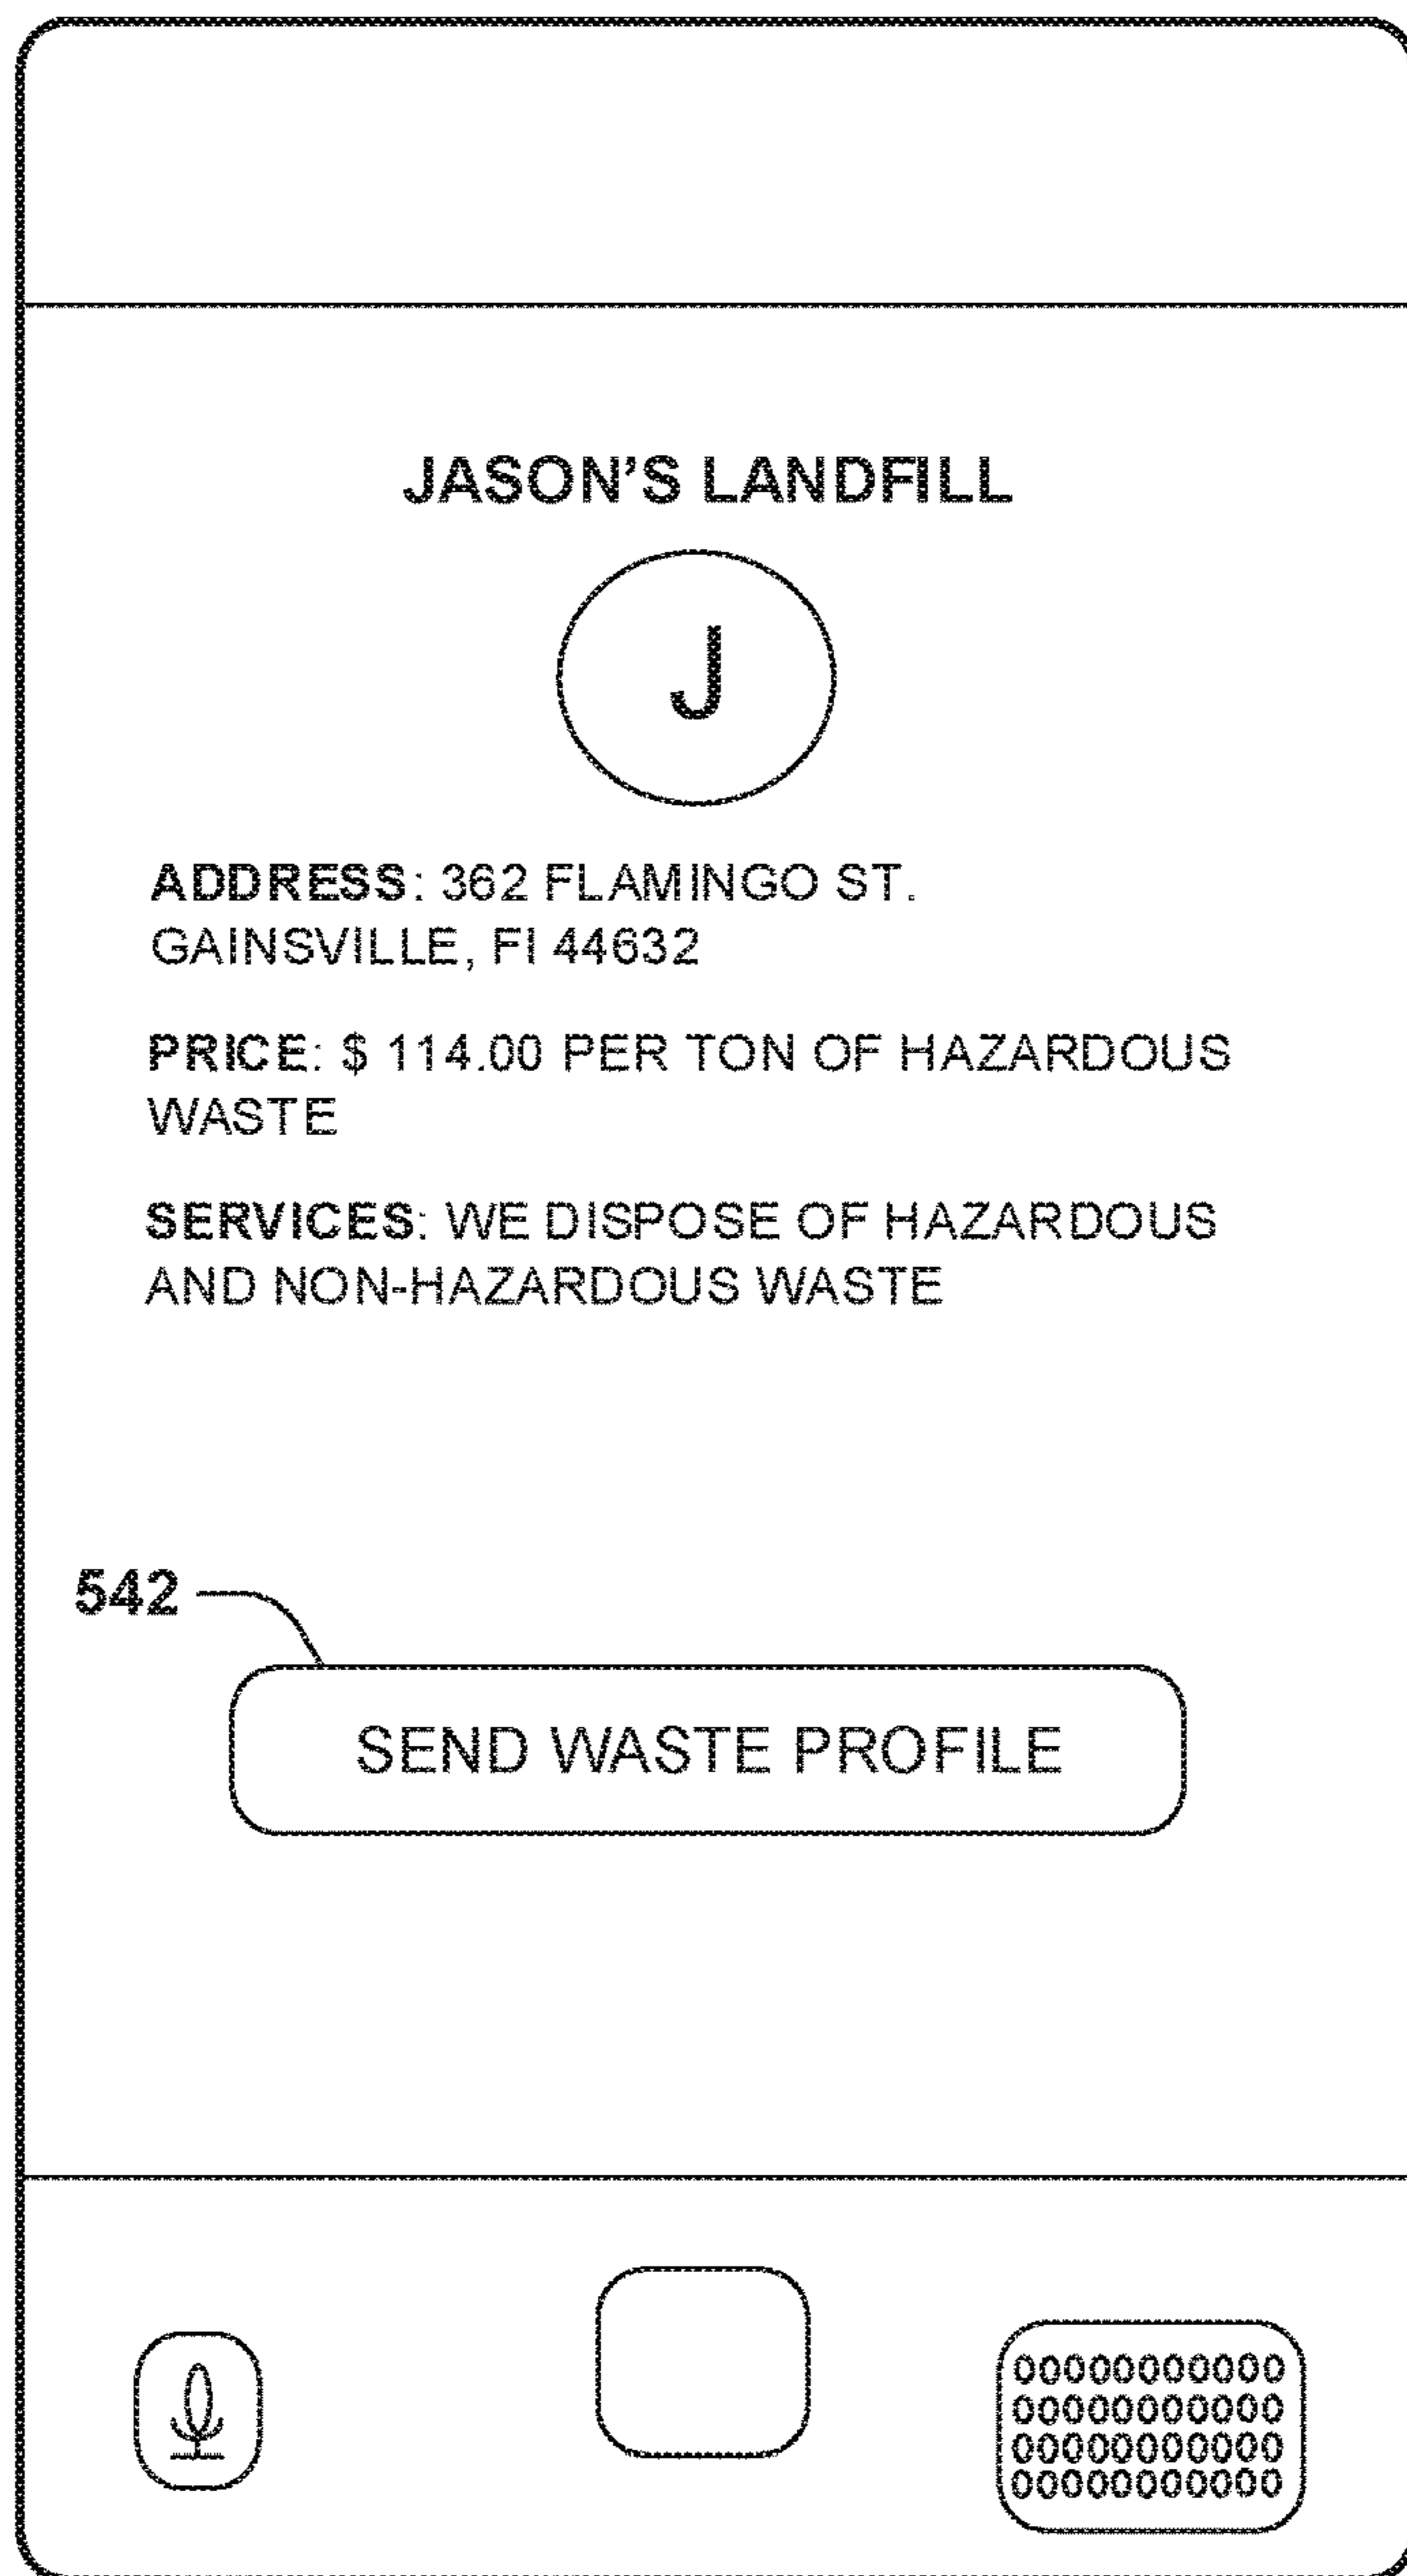 JASON'S LANDFILL
J
ADDRESS: 362 FLAMINGO ST.
GAINSVILLE, Fl 44632
PRICE: $ 114.00 PER TON OF HAZARDOUS
WASTE
SERVICES: WE DISPOSE OF HAZARDOUS
AND NON-HAZARDOUS WASTE
542
SEND WASTE PROFILE